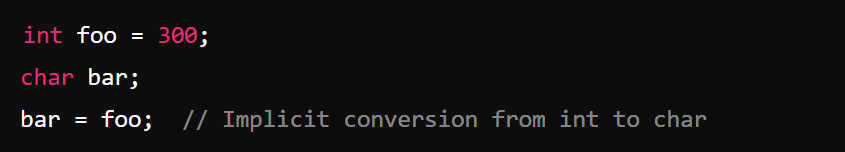 int foo = 300;
char bar;
bar = foo;  // Implicit conversion from int to char